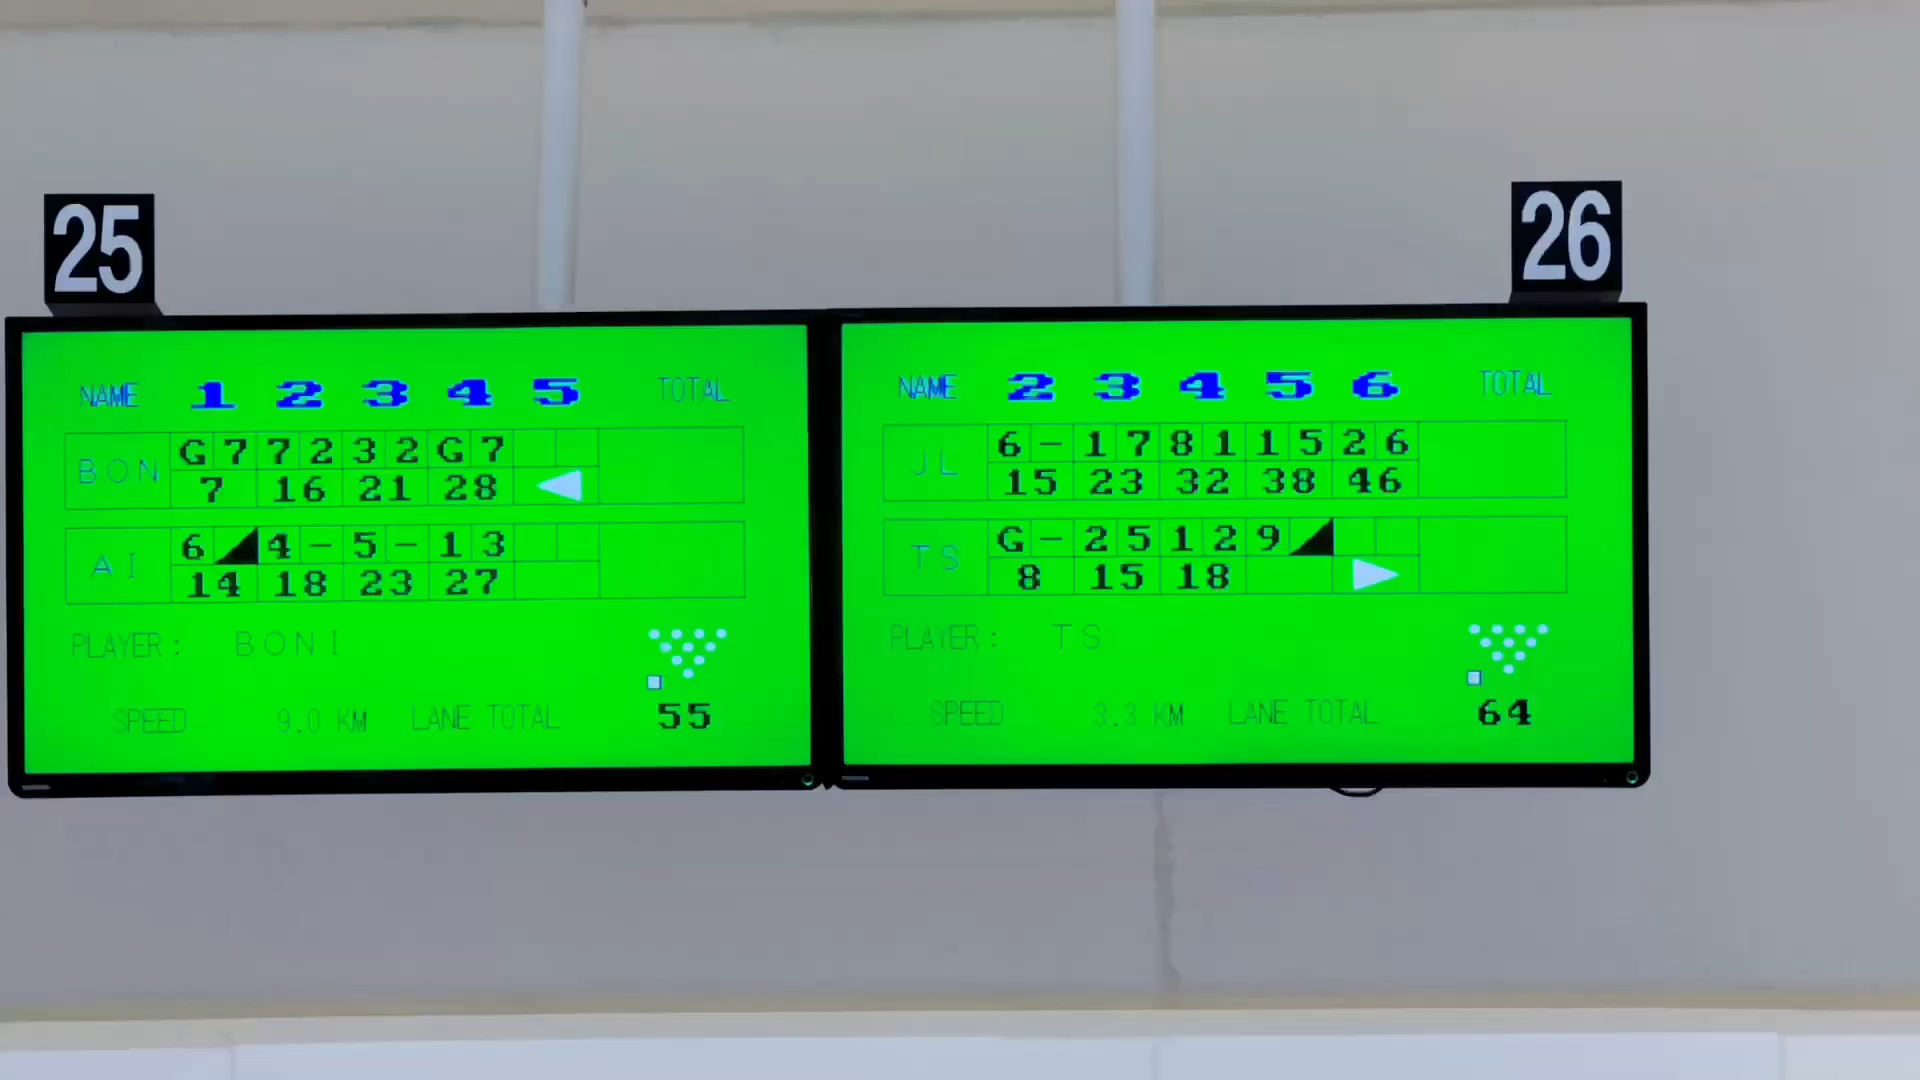 25
26
NAME 1 2 3 4 5 TOTAL
BON G 7 7 2 3 2 G 7
7 16 21 28
AI 6 4 - 5 - 1 3
14 18 23 27
PLAYER: BONI
SPEED 9.0 KM LANE TOTAL 55
NAME 2 3 4 5 6 TOTAL
JL 6 - 1 7 8 1 1 5 2 6
15 23 32 38 46
TS G - 2 5 1 2 9
8 15 18
PLAYER: TS
SPEED 3.3 KM LANE TOTAL 64